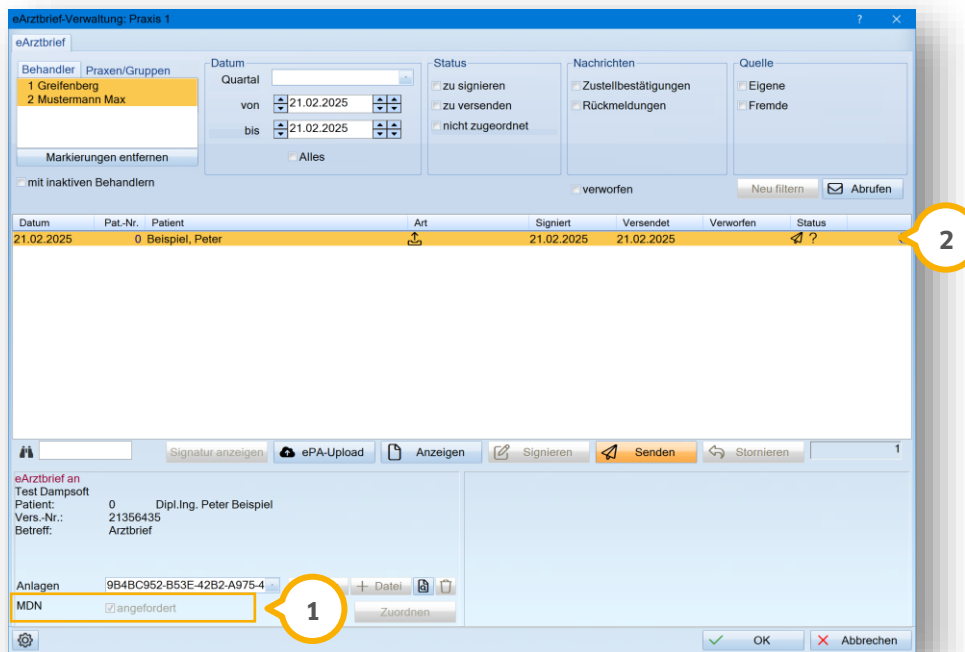 eArztbrief-Verwaltung: Praxis 1 ?
eArztbrief
Behandler Praxen/Gruppen
1 Greifenberg
2 Mustermann Max
Markierungen entfernen
mit inaktiven Behandlern
Datum
Quartal
von 21.02.2025
bis 21.02.2025
Alles
Status
zu signieren
zu versenden
nicht zugeordnet
Nachrichten
Zustellbestätigungen
Rückmeldungen
Quelle
Eigene
Fremde
verworfen Neu filtern Abrufen
Datum Pat.-Nr. Patient Art Signiert Versendet Verworfen Status
21.02.2025 0 Beispiel, Peter 21.02.2025 21.02.2025 ?
2
Signatur anzeigen ePA-Upload Anzeigen Signieren Senden Stornieren 1
eArztbrief an
Test Dampsoft
Patient: 0 Dipl.Ing. Peter Beispiel
Vers.-Nr.: 21356435
Betreff: Arztbrief
Anlagen 9B4BC952-B53E-42B2-A975-4 + Datei
MDN angefordert Zuordnen
1
OK Abbrechen